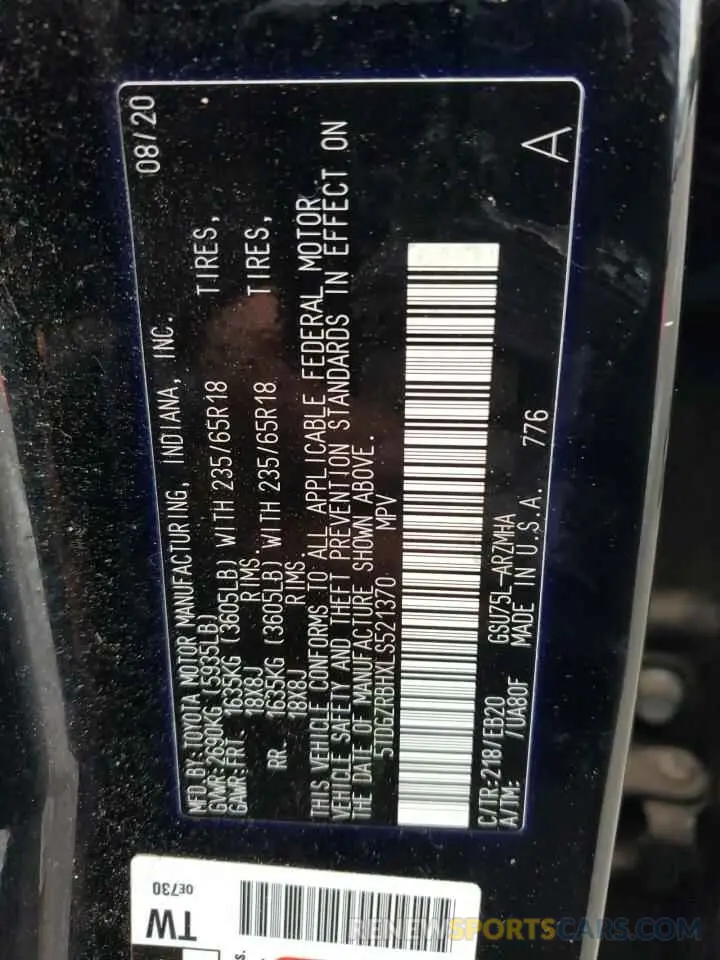 MFD.BY: TOYOTA MOTOR MANUFACTURING, INDIANA, INC. 08/20
GVWR: 2690KG (5935LB)
GAWR: FRT. 1635KG (3605LB) WITH 235/65R18 TIRES,
18X8J RIMS.
RR. 1635KG (3605LB) WITH 235/65R18 TIRES,
18X8J RIMS.
THIS VEHICLE CONFORMS TO ALL APPLICABLE FEDERAL MOTOR
VEHICLE SAFETY AND THEFT PREVENTION STANDARDS IN EFFECT ON
THE DATE OF MANUFACTURE SHOWN ABOVE.
5TDGZRBHXLS521370 MPV
C/TR:218/EB20 GSU75L-ARZMHA
A/TM: /UA80F MADE IN U.S.A. 776
A
0E730
TW
RENEWSPORTSCARS.COM